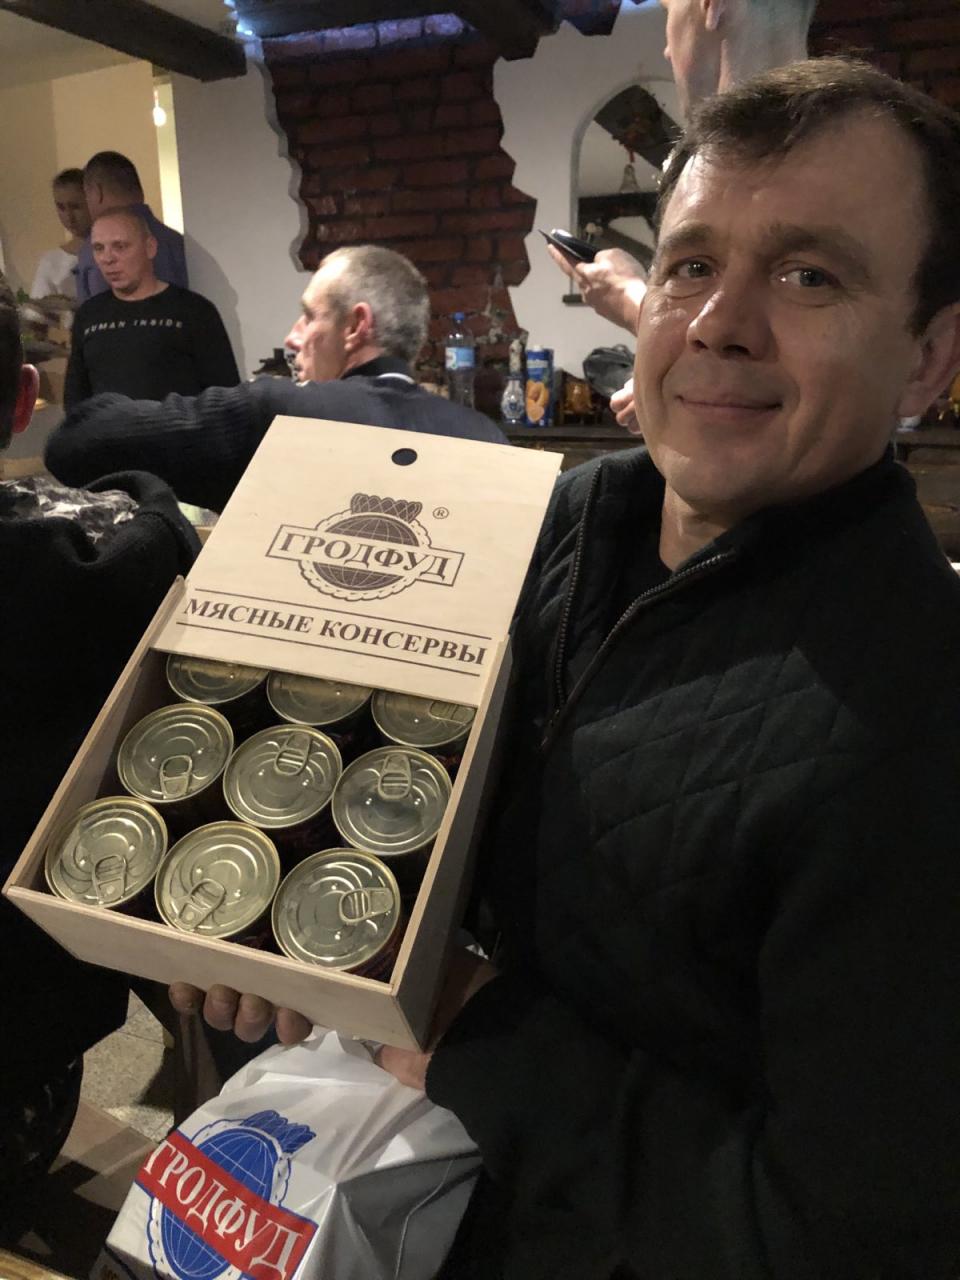 HUMAN INSIDE
®
ГРОДФУД
МЯСНЫЕ КОНСЕРВЫ
ГРОДФУД